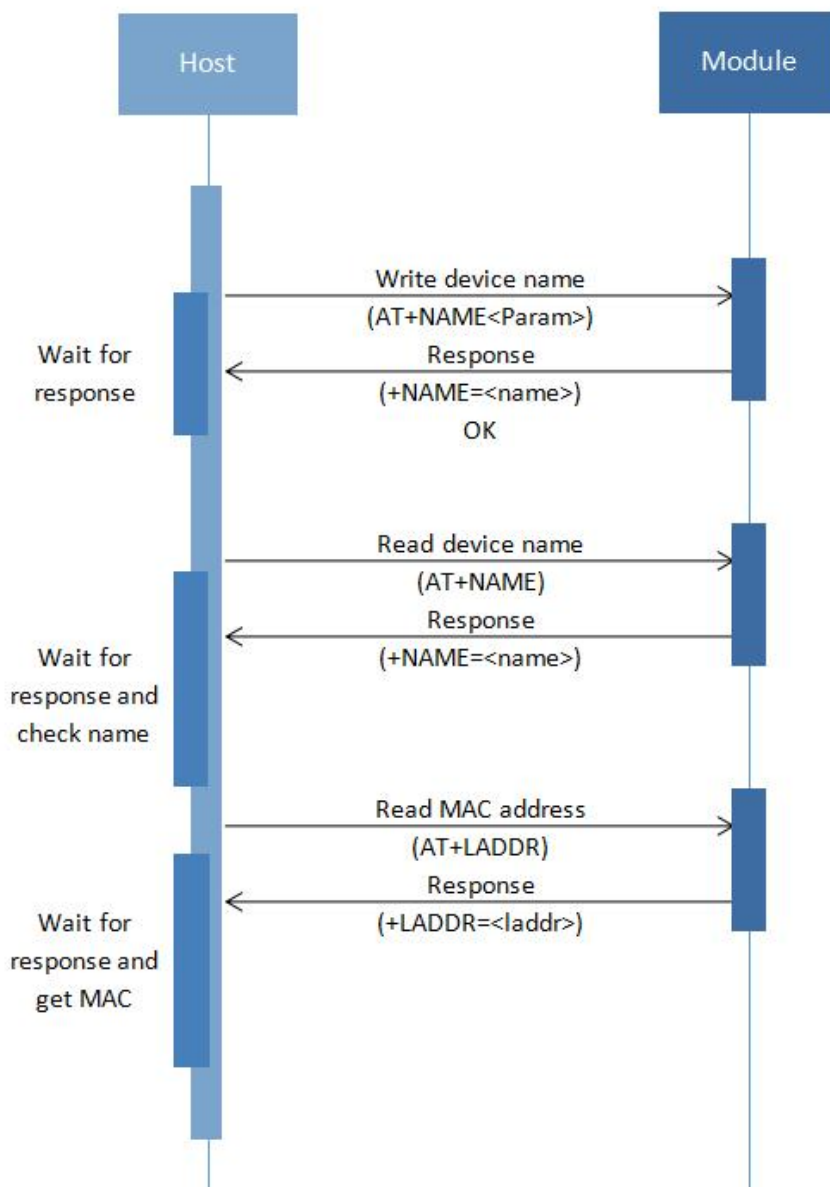 Host
Module
Write device name
(AT+NAME<Param>)
Wait for
response
Response
(+NAME=<name>)
OK
Read device name
(AT+NAME)
Response
(+NAME=<name>)
Wait for
response and
check name
Read MAC address
(AT+LADDR)
Response
(+LADDR=<laddr>)
Wait for
response and
get MAC